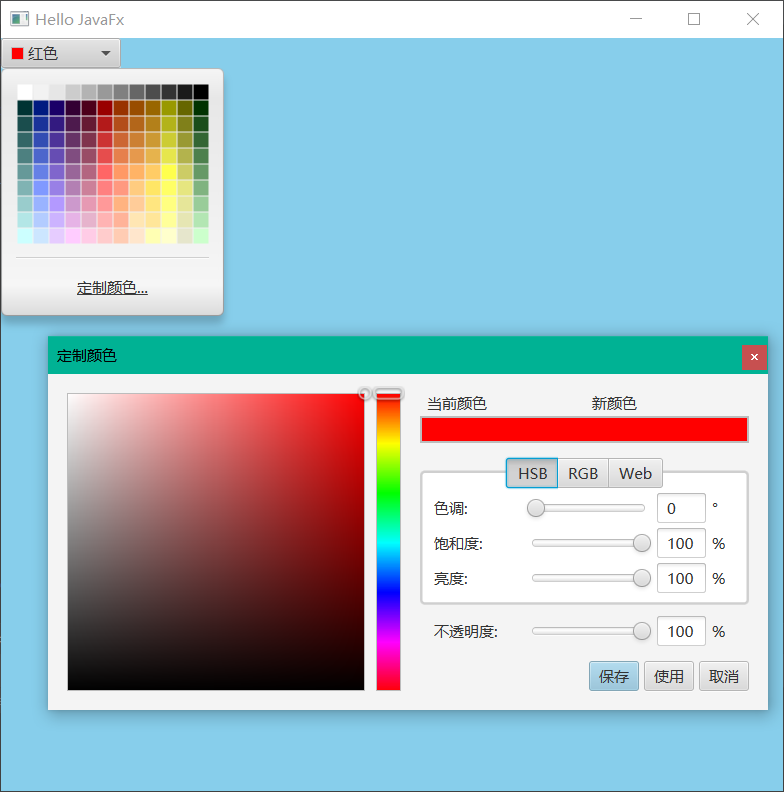 Hello JavaFx
红色
定制颜色...
定制颜色
当前颜色 新颜色
HSB RGB Web
色调: 0 °
饱和度: 100 %
亮度: 100 %
不透明度: 100 %
保存 使用 取消